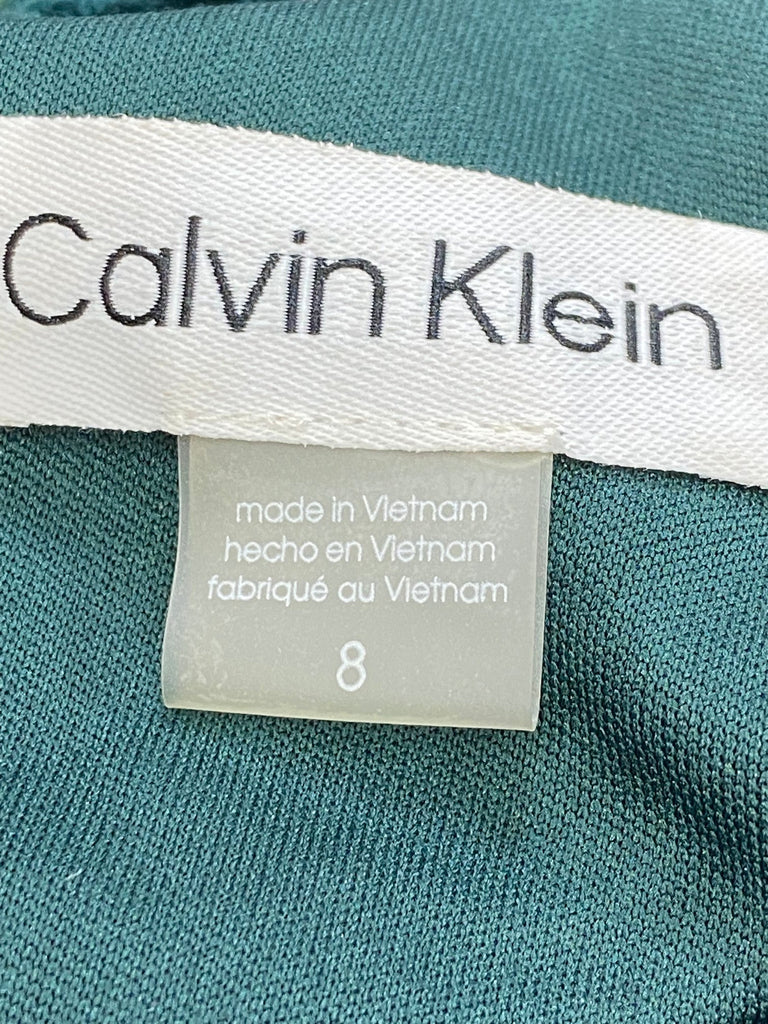 Calvin Klein
made in Vietnam
hecho en Vietnam
fabriqué au Vietnam
8